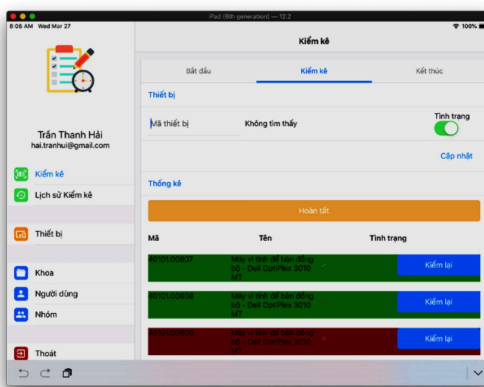 iPad (6th generation) — 12.2
8:06 AM Wed Mar 27
100%
Kiểm kê
Bắt đầu
Kiểm kê
Kết thúc
Thiết bị
Mã thiết bị
Không tìm thấy
Tình trạng
Cập nhật
Trần Thanh Hải
hai.tranhui@gmail.com
Kiểm kê
Lịch sử Kiểm kê
Thiết bị
Khoa
Người dùng
Nhóm
Thoát
Thống kê
Hoàn tất
Mã
Tên
Tình trạng
40101.00807
Máy vi tính để bàn đồng
bộ - Dell OptiPlex 3010
MT
Kiểm lại
40101.00808
Máy vi tính để bàn đồng
bộ - Dell OptiPlex 3010
MT
Kiểm lại
Máy vi tính để bàn đồng
bộ - Dell OptiPlex 3010
MT
Kiểm lại